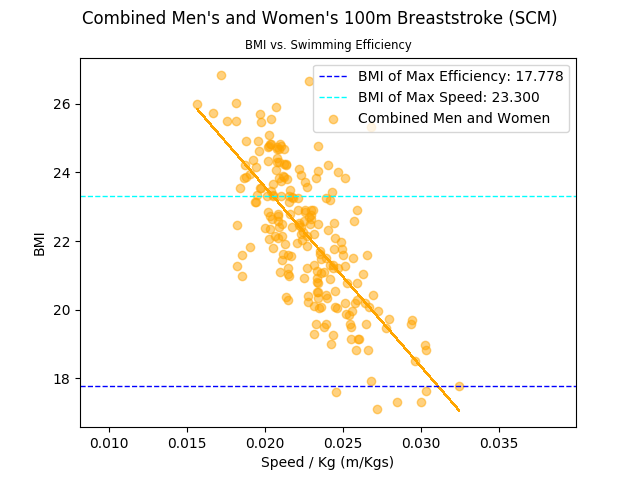 Combined Men's and Women's 100m Breaststroke (SCM)
BMI vs. Swimming Efficiency
BMI of Max Efficiency: 17.778
BMI of Max Speed: 23.300
Combined Men and Women
BMI
26
24
22
20
18
0.010 0.015 0.020 0.025 0.030 0.035
Speed / Kg (m/Kgs)